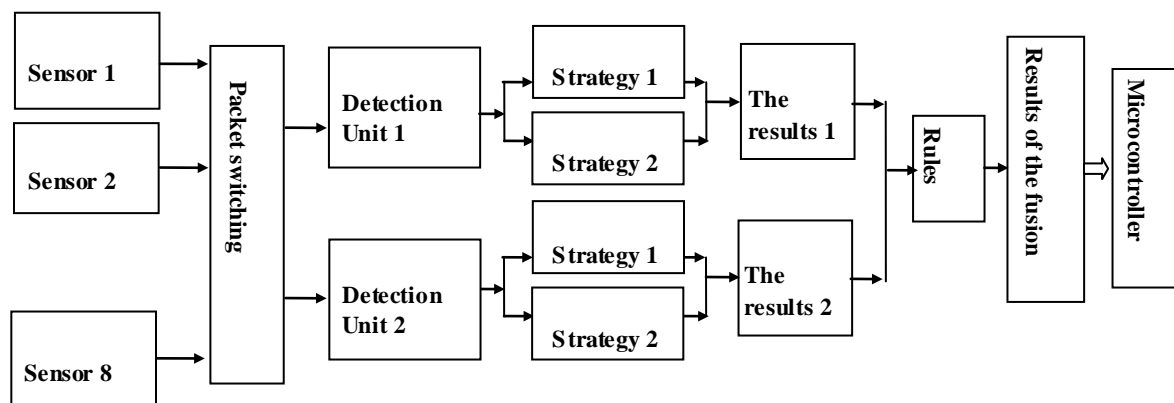 Sensor 1
Sensor 2
Sensor 8
Packet switching
Detection
Unit 1
Detection
Unit 2
Strategy 1
Strategy 2
Strategy 1
Strategy 2
The
results 1
The
results 2
Rules
Results of the fusion
Microcontroller